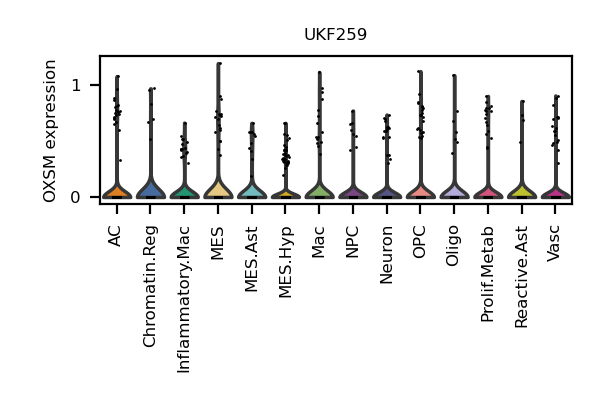 UKF259
OXSM expression
1
0
AC
Chromatin.Reg
Inflammatory.Mac
MES
MES.Ast
MES.Hyp
Mac
NPC
Neuron
OPC
Oligo
Prolif.Metab
Reactive.Ast
Vasc